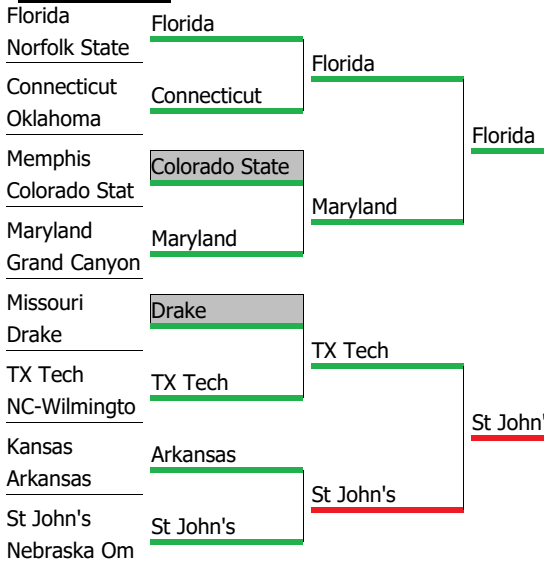 Florida
Norfolk State
Connecticut
Oklahoma
Memphis
Colorado Stat
Maryland
Grand Canyon
Missouri
Drake
TX Tech
NC-Wilmingto
Kansas
Arkansas
St John's
Nebraska Om
Florida
Connecticut
Colorado State
Maryland
Drake
TX Tech
Arkansas
St John's
Florida
Maryland
TX Tech
St John's
Florida
St John'